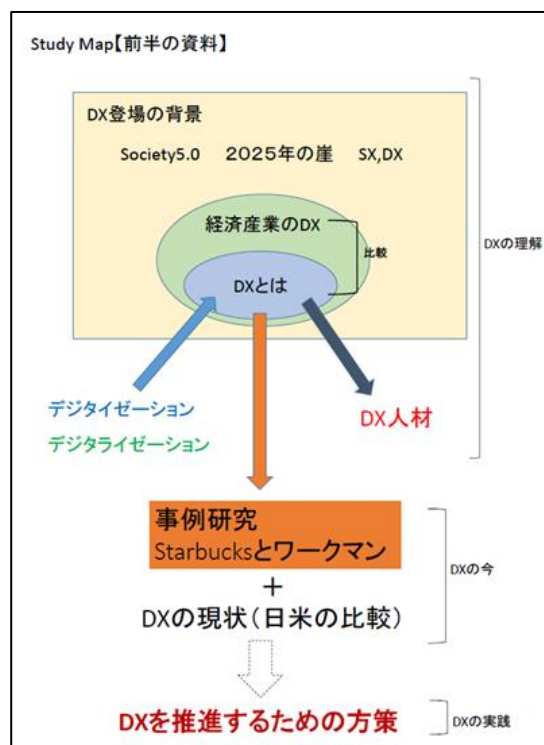 Study Map【前半の資料】
DX登場の背景
Society5.0 2025年の崖 SX,DX
経済産業のDX
比較
DXとは
DXの理解
デジタイゼーション
デジタライゼーション
DX人材
事例研究
Starbucksとワークマン
+
DXの現状(日米の比較)
DXの今
DXを推進するための方策
DXの実践